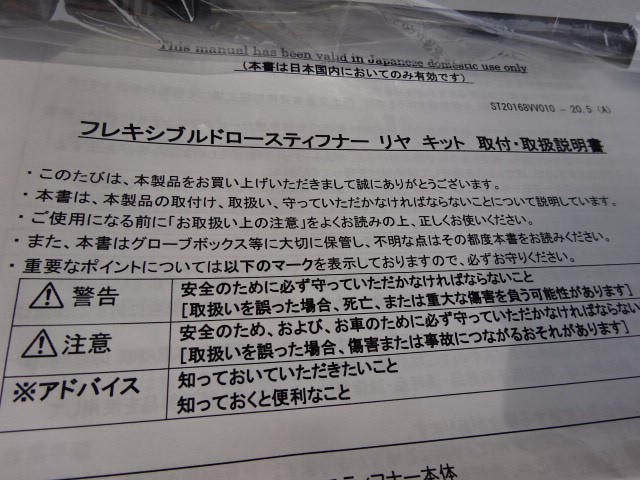 This manual has been valid in Japanese domestic use only
(本書は日本国内においてのみ有効です)
ST20168VV010 - 20.5 (A)
フレキシブルドロースティフナー リヤ キット 取付・取扱説明書
・このたびは、本製品をお買い上げいただきまして誠にありがとうございます。
・本書は、本製品の取付け、取扱い、守っていただかなければならないことについて説明しています。
・ご使用になる前に「お取扱い上の注意」をよくお読みの上、正しくお使いください。
・また、本書はグローブボックス等に大切に保管し、不明な点はその都度本書をお読みください。
・重要なポイントについては以下のマークを表示しておりますので、必ずお守りください。
警告
安全のために必ず守っていただかなければならないこと
[取扱いを誤った場合、死亡、または重大な傷害を負う可能性があります]
注意
安全のため、および、お車のために必ず守っていただかなければならない
[取扱いを誤った場合、傷害または事故につながるおそれがあります]
※アドバイス
知っておいていただきたいこと
知っておくと便利なこと
スティフナー本体